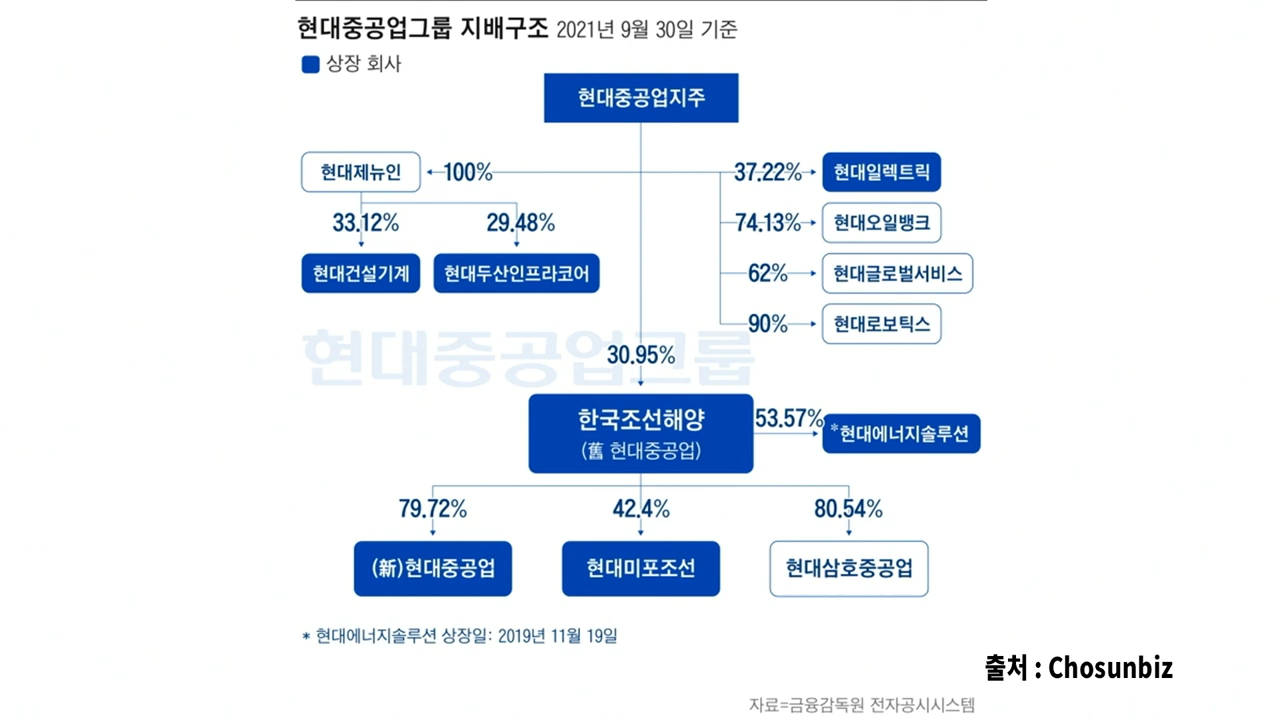 현대중공업그룹 지배구조 2021년 9월 30일 기준
상장 회사
현대중공업지주
현대제뉴인
100%
37.22%
현대일렉트릭
33.12%
29.48%
74.13%
현대오일뱅크
현대건설기계
현대두산인프라코어
62%
현대글로벌서비스
90%
현대로보틱스
현대중공업그룹
30.95%
한국조선해양
(舊 현대중공업)
53.57%
*현대에너지솔루션
79.72%
42.4%
80.54%
(新)현대중공업
현대미포조선
현대삼호중공업
* 현대에너지솔루션 상장일: 2019년 11월 19일
출처 : Chosunbiz
자료=금융감독원 전자공시시스템